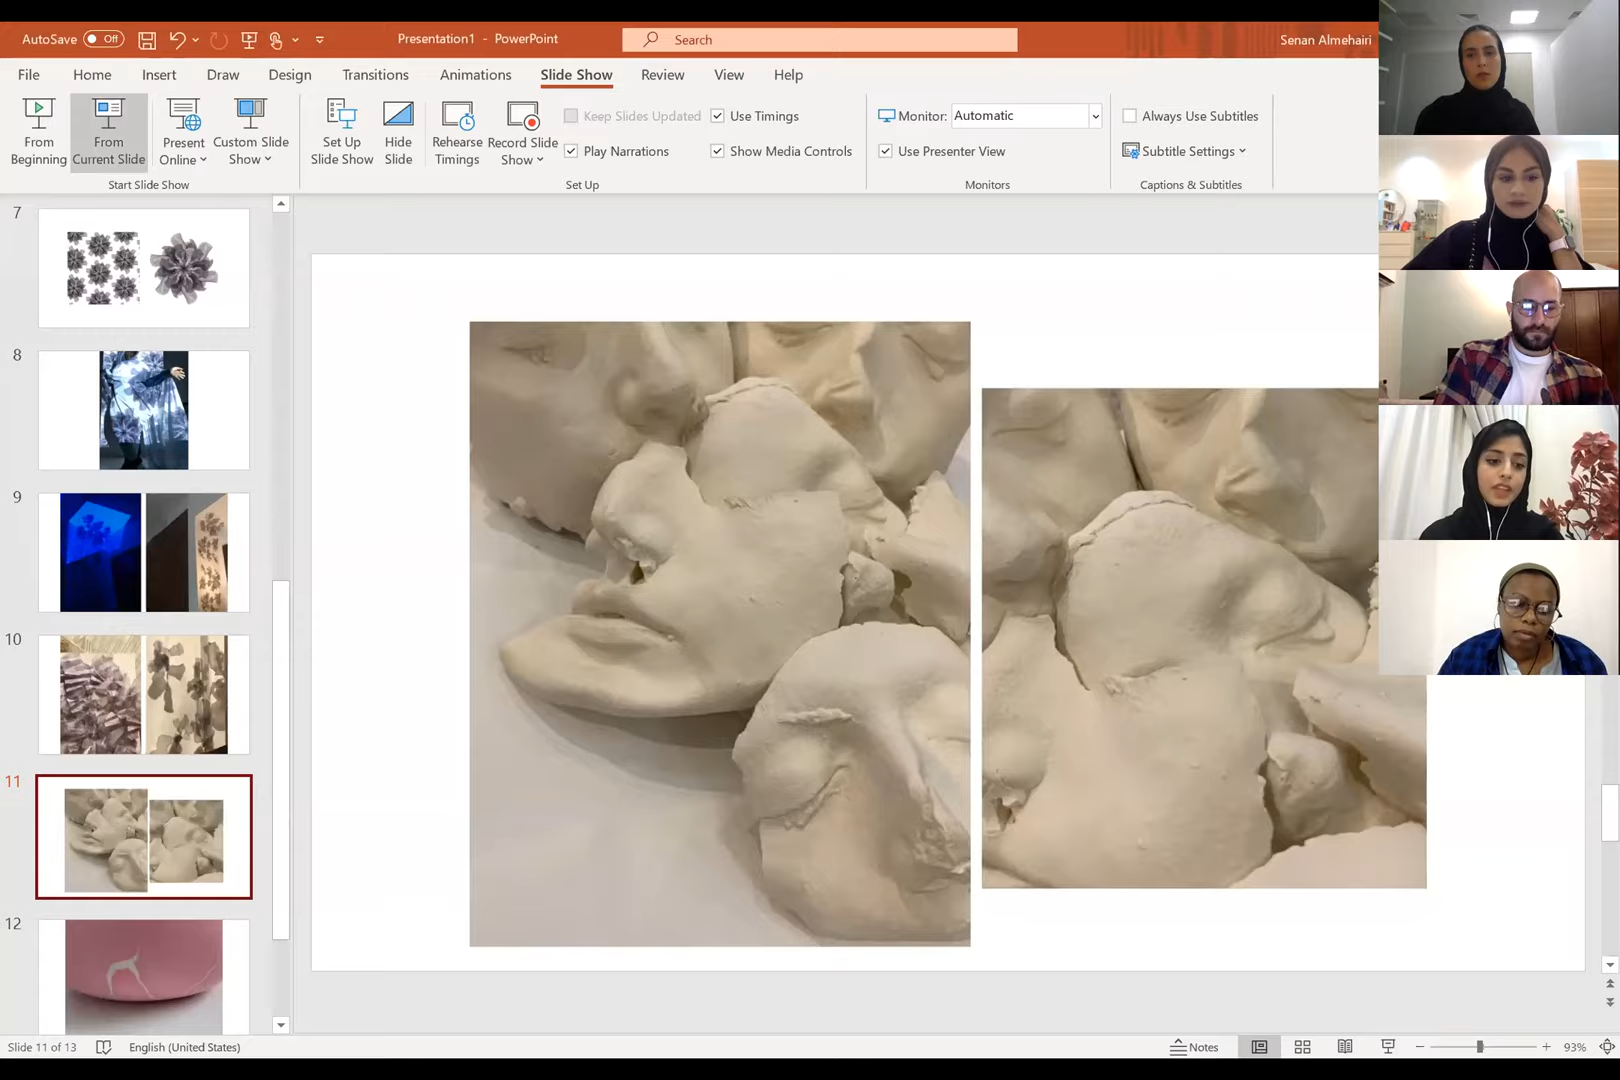 AutoSave Off Presentation1 - PowerPoint Search Senan Almehairi
File Home Insert Draw Design Transitions Animations Slide Show Review View Help
From Beginning
From Current Slide
Present Online
Custom Slide Show
Start Slide Show
Set Up Slide Show
Hide Slide
Rehearse Timings
Record Slide Show
Keep Slides Updated
Play Narrations
Use Timings
Show Media Controls
Set Up
Monitor: Automatic
Use Presenter View
Monitors
Always Use Subtitles
Subtitle Settings
Captions & Subtitles
7
8
9
10
11
12
Slide 11 of 13 English (United States) Notes 93%